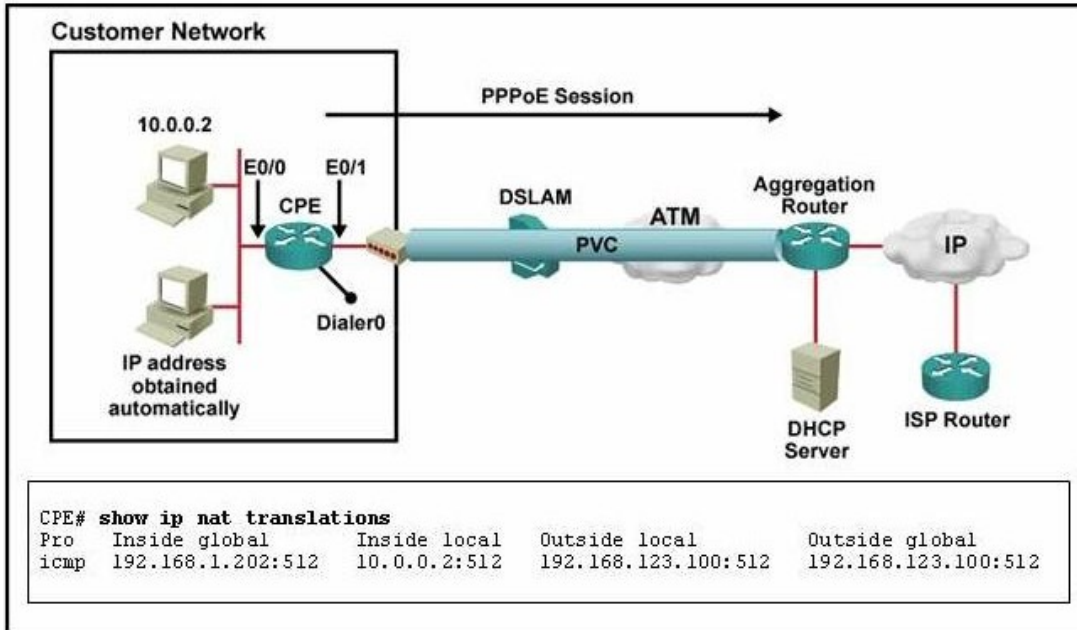 Customer Network
PPPoE Session
10.0.0.2
E0/0
E0/1
CPE
DSLAM
ATM
Aggregation
Router
PVC
IP
Dialer0
IP address
obtained
automatically
DHCP
Server
ISP Router
CPE# show ip nat translations
Pro Inside global Inside local Outside local Outside global
icmp 192.168.1.202:512 10.0.0.2:512 192.168.123.100:512 192.168.123.100:512